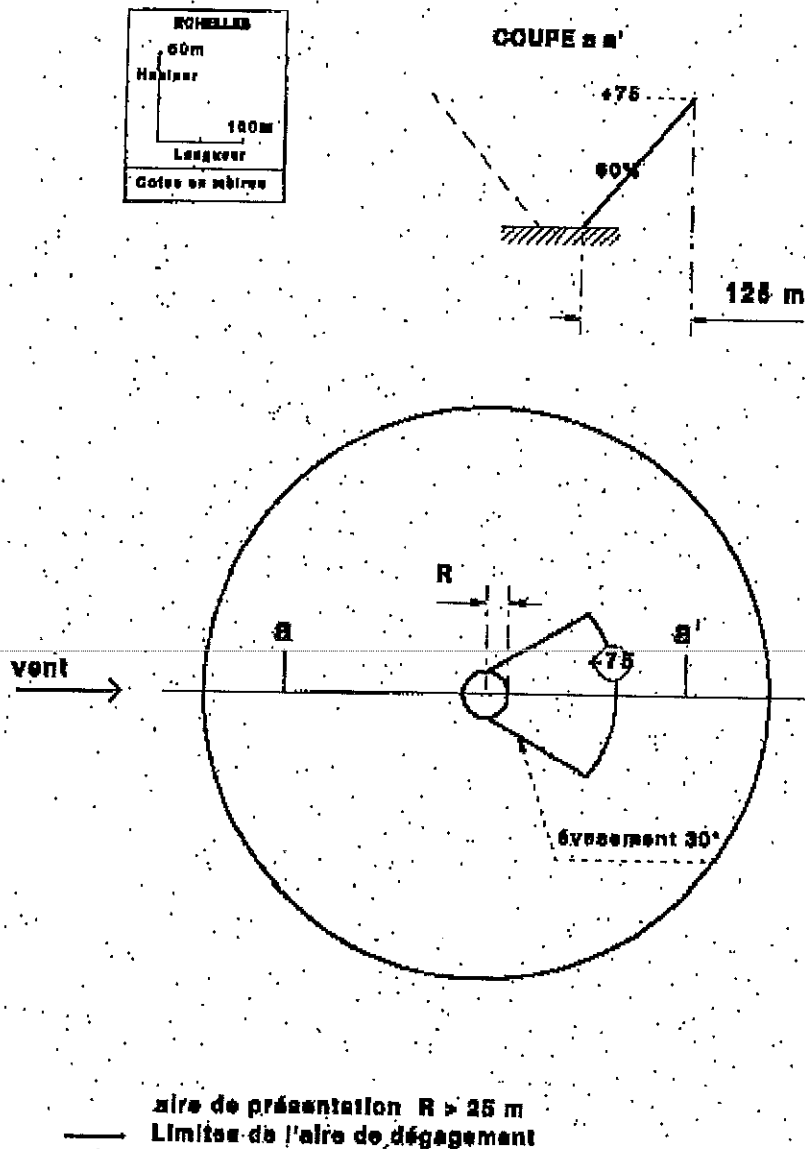 ECHELLES
60m
Hauteur
100m
Longueur
Cotes en mètres
COUPE a a'
+75
60%
125 m
R
a
a'
+75
vent
évasement 30°
aire de présentation R > 25 m
Limites de l'aire de dégagement